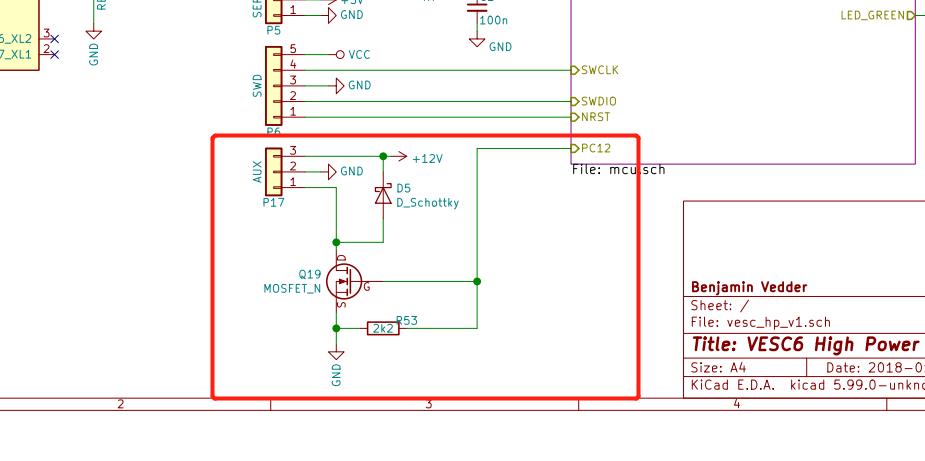 GND
6_XL2 3
7_XL1 2
GND
SER
1
+5V
GND
P5
100n
GND
LED_GREEN
SWD
5
4
3
2
1
VCC
GND
P6
SWCLK
SWDIO
NRST
PC12
File: mcu.sch
AUX
3
2
1
+12V
GND
P17
D5
D_Schottky
Q19
MOSFET_N
D
G
S
R53
2k2
GND
Benjamin Vedder
Sheet: /
File: vesc_hp_v1.sch
Title: VESC6 High Power
Size: A4
Date: 2018-0
KiCad E.D.A. kicad 5.99.0-unkno
2
3
4